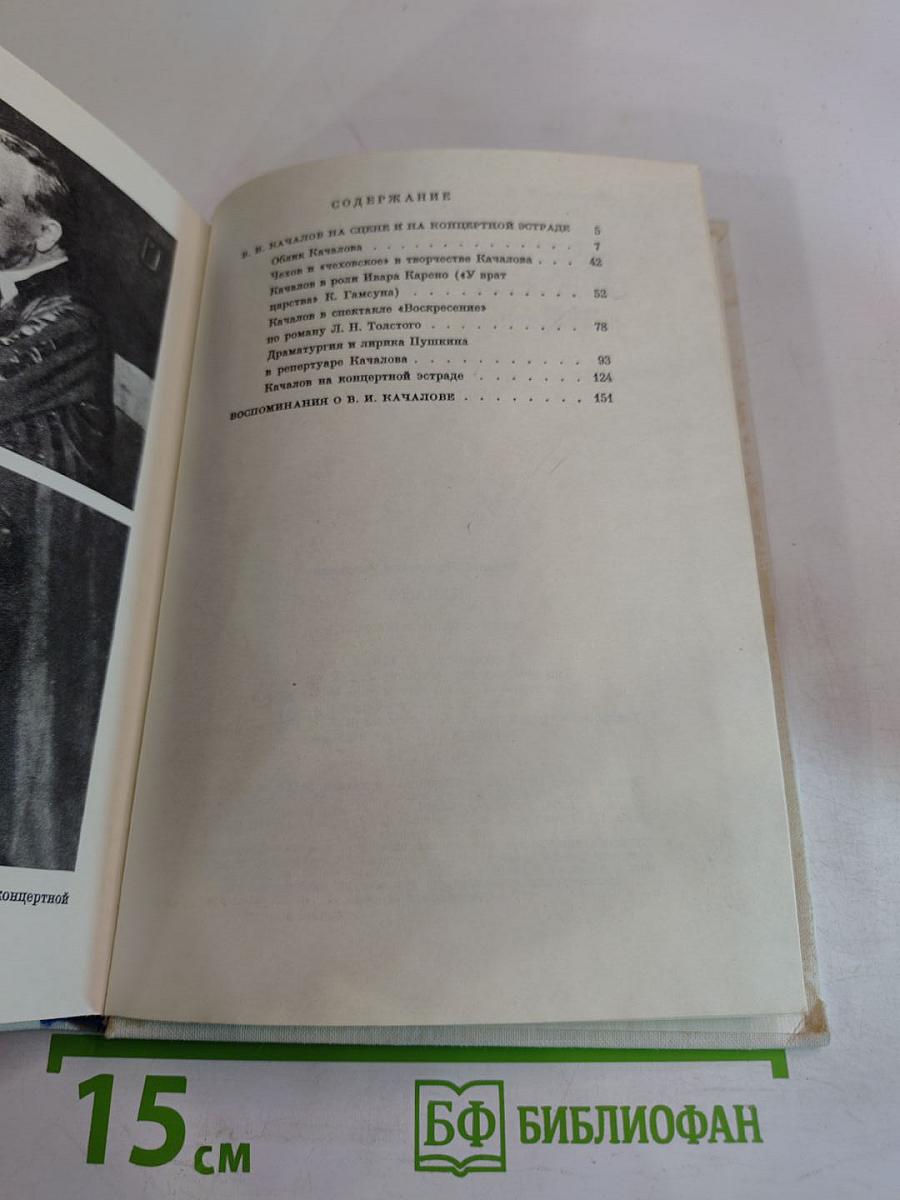 СОДЕРЖАНИЕ
В. И. КАЧАЛОВ НА СЦЕНЕ И НА КОНЦЕРТНОЙ ЭСТРАДЕ 5
Облик Качалова . . . . . . . . . . . . . . 7
Чехов и «чеховское» в творчестве Качалова . . . 42
Качалов в роли Ивара Карено («У врат
царства» К. Гамсуна) . . . . . . . . . . . 52
Качалов в спектакле «Воскресение»
по роману Л. Н. Толстого . . . . . . . . . . 78
Драматургия и лирика Пушкина
в репертуаре Качалова . . . . . . . . . . . 93
Качалов на концертной эстраде . . . . . . . 124
ВОСПОМИНАНИЯ О В. И. КАЧАЛОВЕ . . . . . . . . 151
концертной
15 см
БФ БИБЛИОФАН